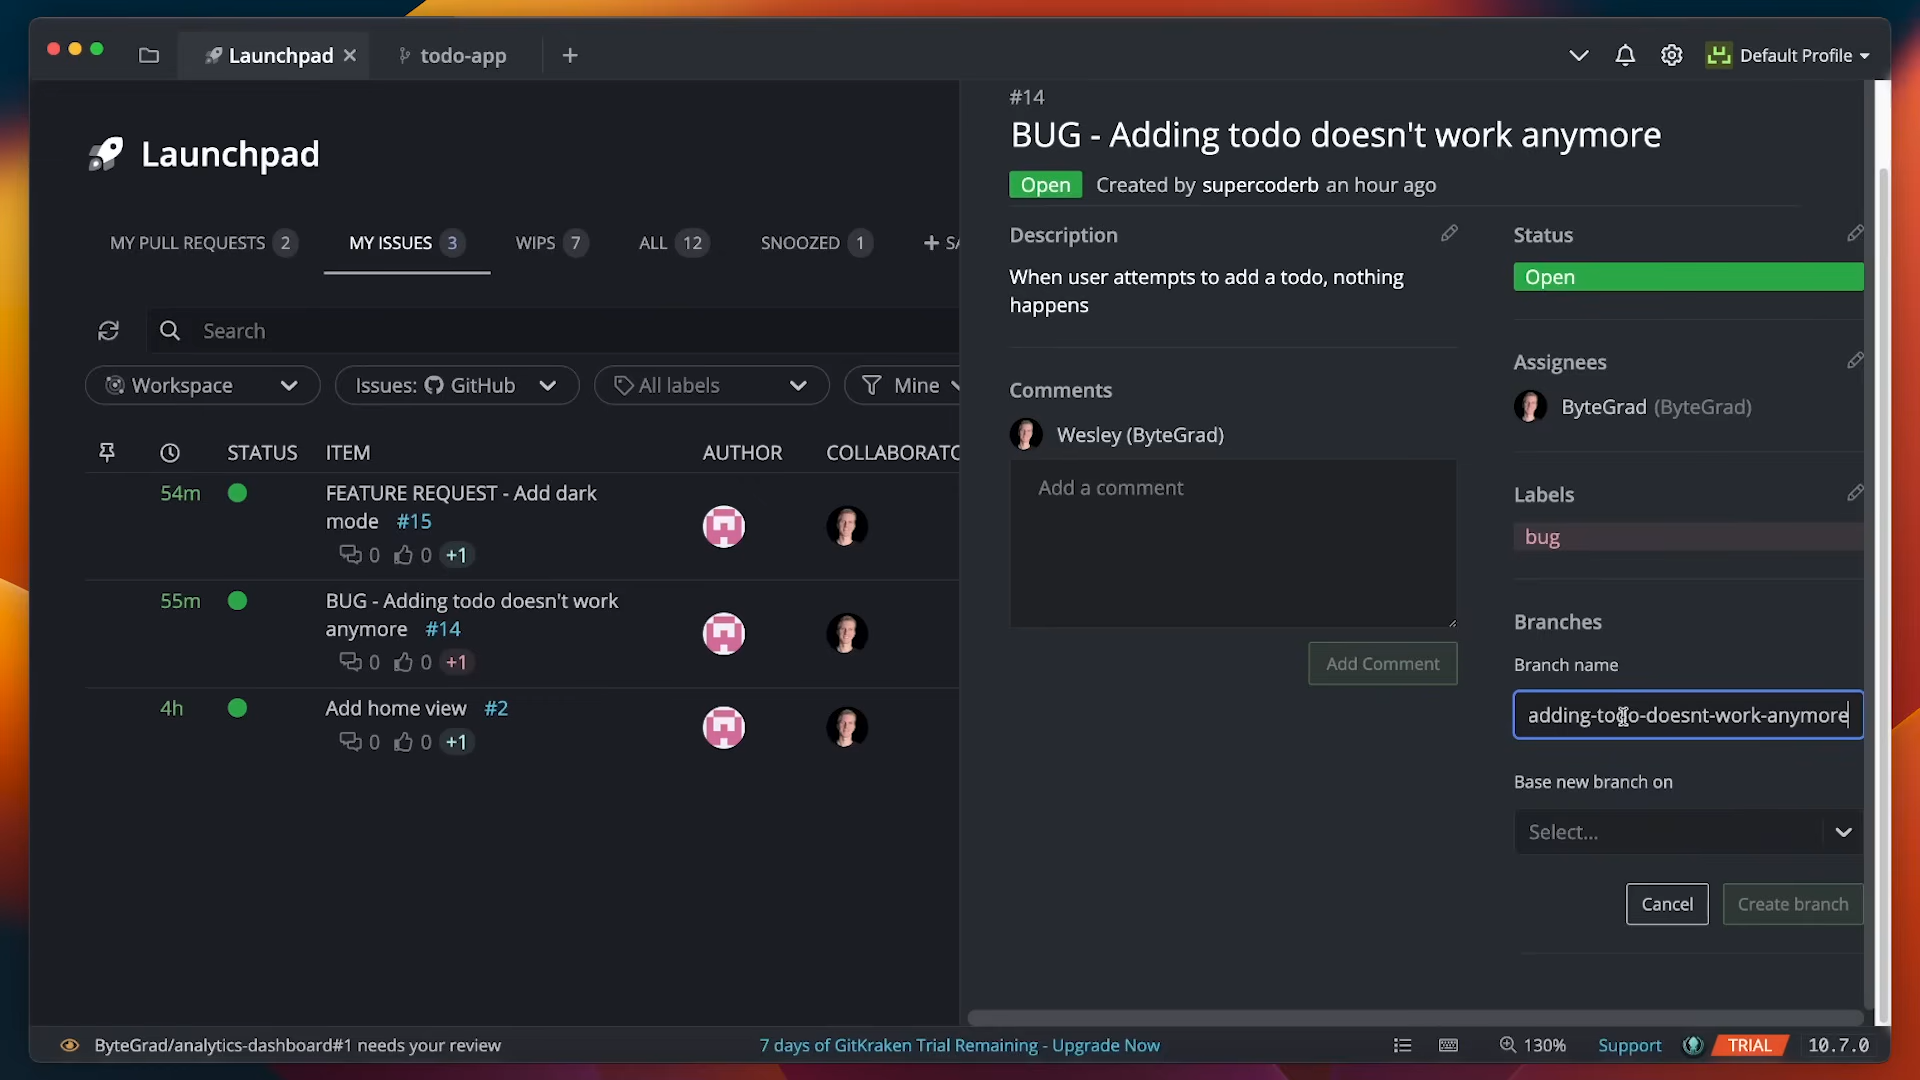 Launchpad
todo-app
Default Profile
Launchpad
MY PULL REQUESTS 2
MY ISSUES 3
WIPS 7
ALL 12
SNOOZED 1
+ SA
Search
Workspace
Issues: GitHub
All labels
Mine
STATUS
ITEM
AUTHOR
COLLABORATO
54m
FEATURE REQUEST - Add dark
mode #15
0 0 +1
55m
BUG - Adding todo doesn't work
anymore #14
0 0 +1
4h
Add home view #2
0 0 +1
#14
BUG - Adding todo doesn't work anymore
Open Created by supercoderb an hour ago
Description
When user attempts to add a todo, nothing
happens
Comments
Wesley (ByteGrad)
Add a comment
Add Comment
Status
Open
Assignees
ByteGrad (ByteGrad)
Labels
bug
Branches
Branch name
adding-todo-doesnt-work-anymore
Base new branch on
Select...
Cancel
Create branch
ByteGrad/analytics-dashboard#1 needs your review
7 days of GitKraken Trial Remaining - Upgrade Now
130%
Support
TRIAL
10.7.0